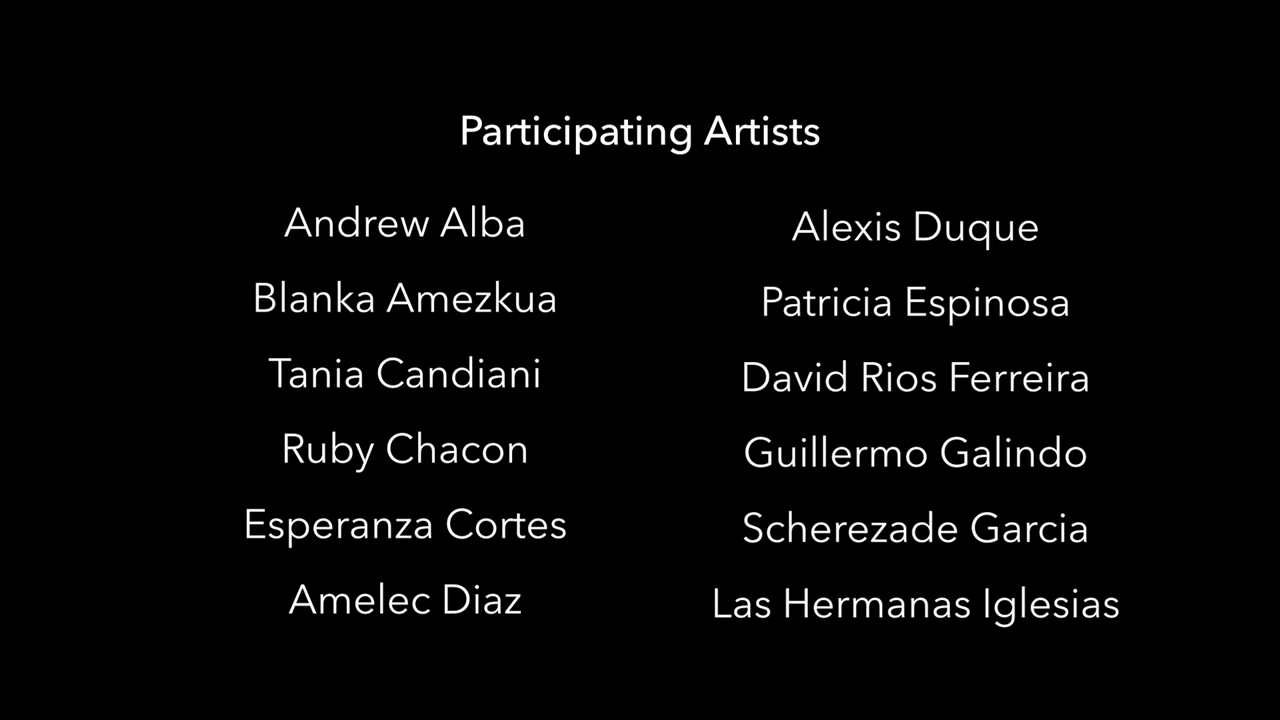 Participating Artists
Andrew Alba
Blanka Amezkua
Tania Candiani
Ruby Chacon
Esperanza Cortes
Amelec Diaz
Alexis Duque
Patricia Espinosa
David Rios Ferreira
Guillermo Galindo
Scherezade Garcia
Las Hermanas Iglesias